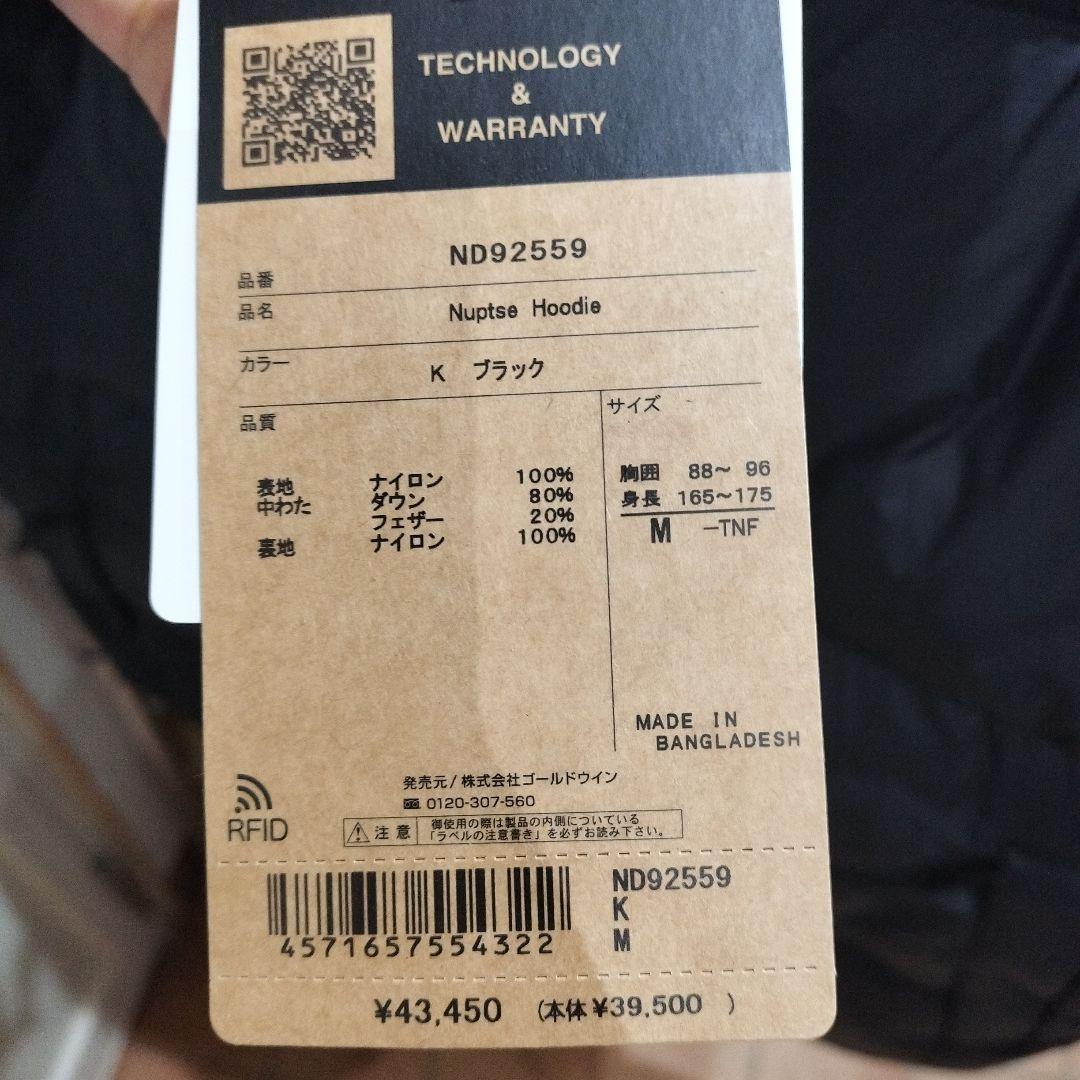 TECHNOLOGY
&
WARRANTY
品番 ND92559
品名 Nuptse Hoodie
カラー K ブラック
品質
表地 ナイロン 100%
中わた ダウン 80%
フェザー 20%
裏地 ナイロン 100%
サイズ
胸囲 88～ 96
身長 165～175
M －TNF
MADE IN
BANGLADESH
発売元/株式会社ゴールドウイン
0120-307-560
RFID
注意
御使用の際は製品の内側についている
「ラベルの注意書き」を必ずお読み下さい。
4571657554322
ND92559
K
M
¥43,450 (本体¥39,500 )